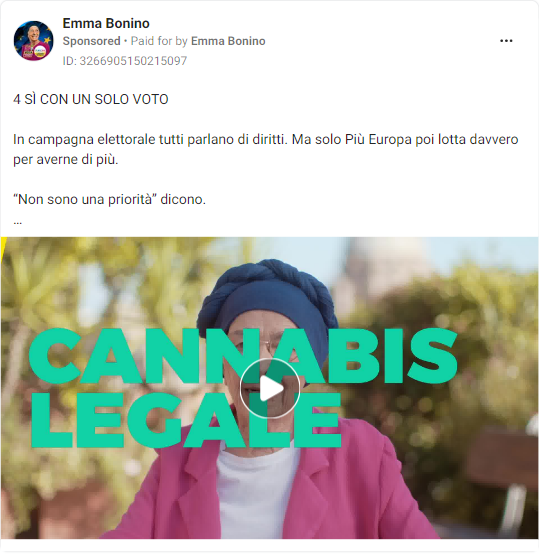 Emma Bonino
Sponsored • Paid for by Emma Bonino
ID: 3266905150215097
4 SÌ CON UN SOLO VOTO
In campagna elettorale tutti parlano di diritti. Ma solo Più Europa poi lotta davvero
per averne di più.
“Non sono una priorità” dicono.
...
CANNABIS
LEGALE